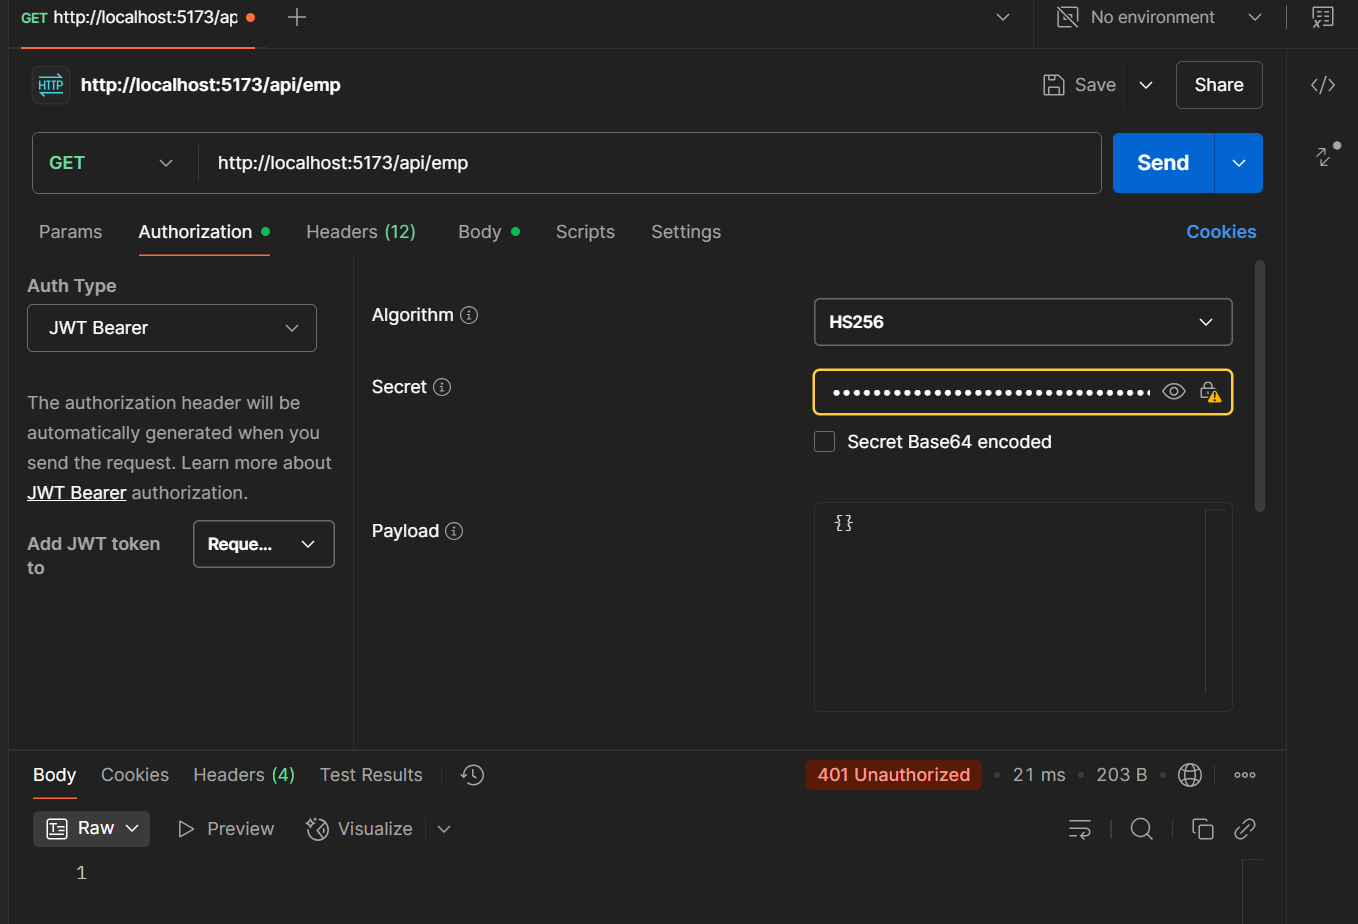 GET http://localhost:5173/ap
No environment
HTTP http://localhost:5173/api/emp
Save
Share
GET http://localhost:5173/api/emp
Send
Params Authorization Headers (12) Body Scripts Settings Cookies
Auth Type
JWT Bearer
The authorization header will be
automatically generated when you
send the request. Learn more about
JWT Bearer authorization.
Add JWT token
to
Reque...
Algorithm
HS256
Secret
Secret Base64 encoded
Payload
{}
Body Cookies Headers (4) Test Results
401 Unauthorized • 21 ms • 203 B
Raw Preview Visualize
1